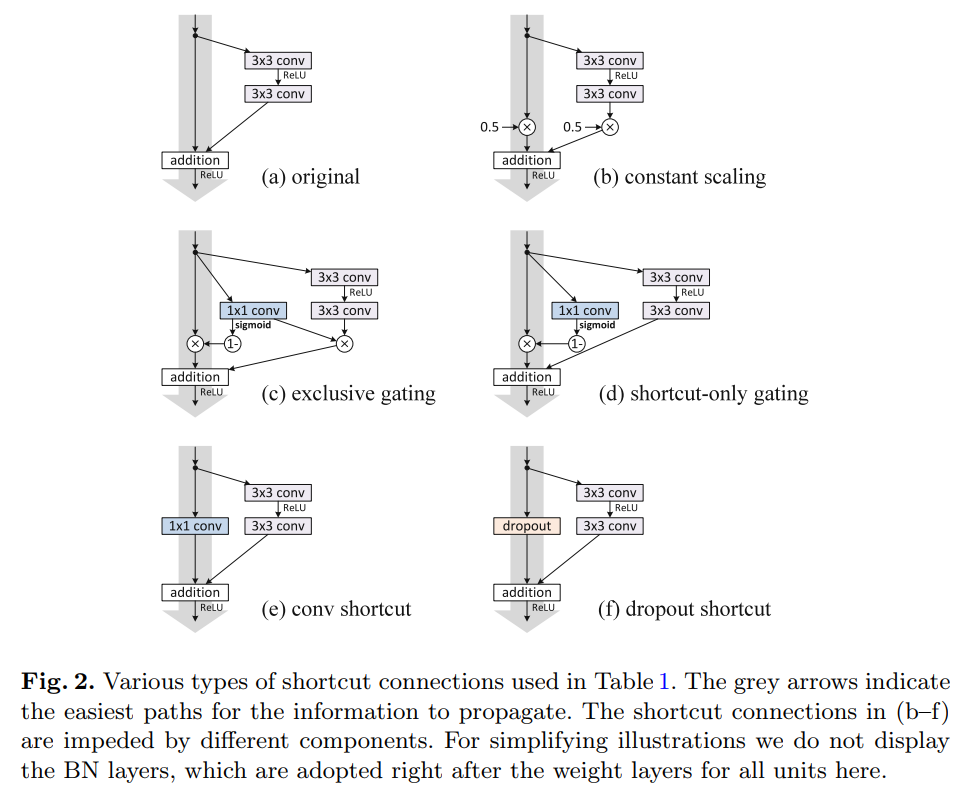 3x3 conv
ReLU
3x3 conv
addition
ReLU
(a) original
3x3 conv
ReLU
3x3 conv
0.5
×
0.5
×
addition
ReLU
(b) constant scaling
3x3 conv
ReLU
1x1 conv
3x3 conv
sigmoid
×
1-
×
addition
ReLU
(c) exclusive gating
3x3 conv
ReLU
1x1 conv
3x3 conv
sigmoid
×
1-
addition
ReLU
(d) shortcut-only gating
3x3 conv
ReLU
1x1 conv
3x3 conv
addition
ReLU
(e) conv shortcut
3x3 conv
ReLU
dropout
3x3 conv
addition
ReLU
(f) dropout shortcut
Fig. 2. Various types of shortcut connections used in Table 1. The grey arrows indicate
the easiest paths for the information to propagate. The shortcut connections in (b–f)
are impeded by different components. For simplifying illustrations we do not display
the BN layers, which are adopted right after the weight layers for all units here.